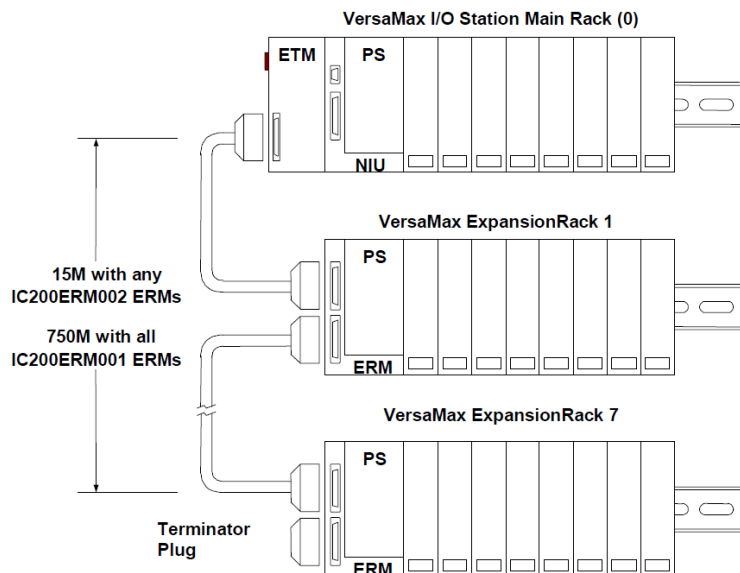 VersaMax I/O Station Main Rack (0)
ETM
PS
NIU
VersaMax ExpansionRack 1
PS
15M with any
IC200ERM002 ERMs
750M with all
IC200ERM001 ERMs
ERM
VersaMax ExpansionRack 7
PS
Terminator
Plug
ERM